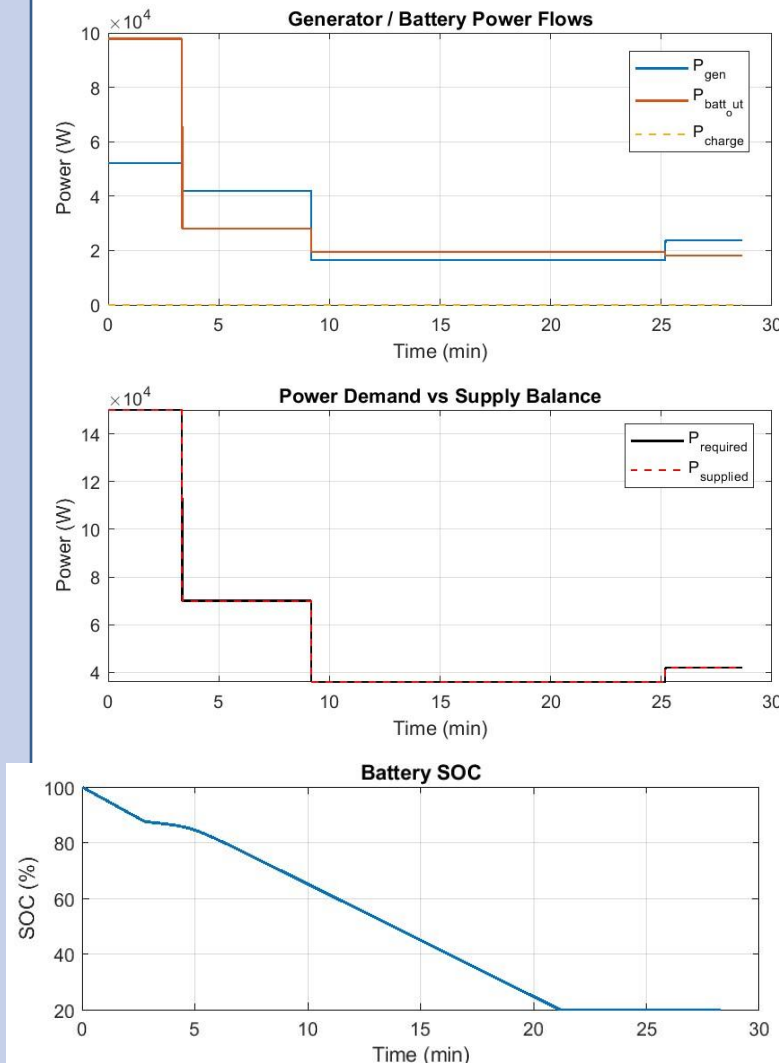 Generator / Battery Power Flows
×10⁴
10
8
6
4
2
0
Power (W)
P_gen
P_batt_out
P_charge
0 5 10 15 20 25 30
Time (min)
Power Demand vs Supply Balance
×10⁴
14
12
10
8
6
4
Power (W)
P_required
P_supplied
0 5 10 15 20 25 30
Time (min)
Battery SOC
100
80
60
40
20
SOC (%)
0 5 10 15 20 25 30
Time (min)